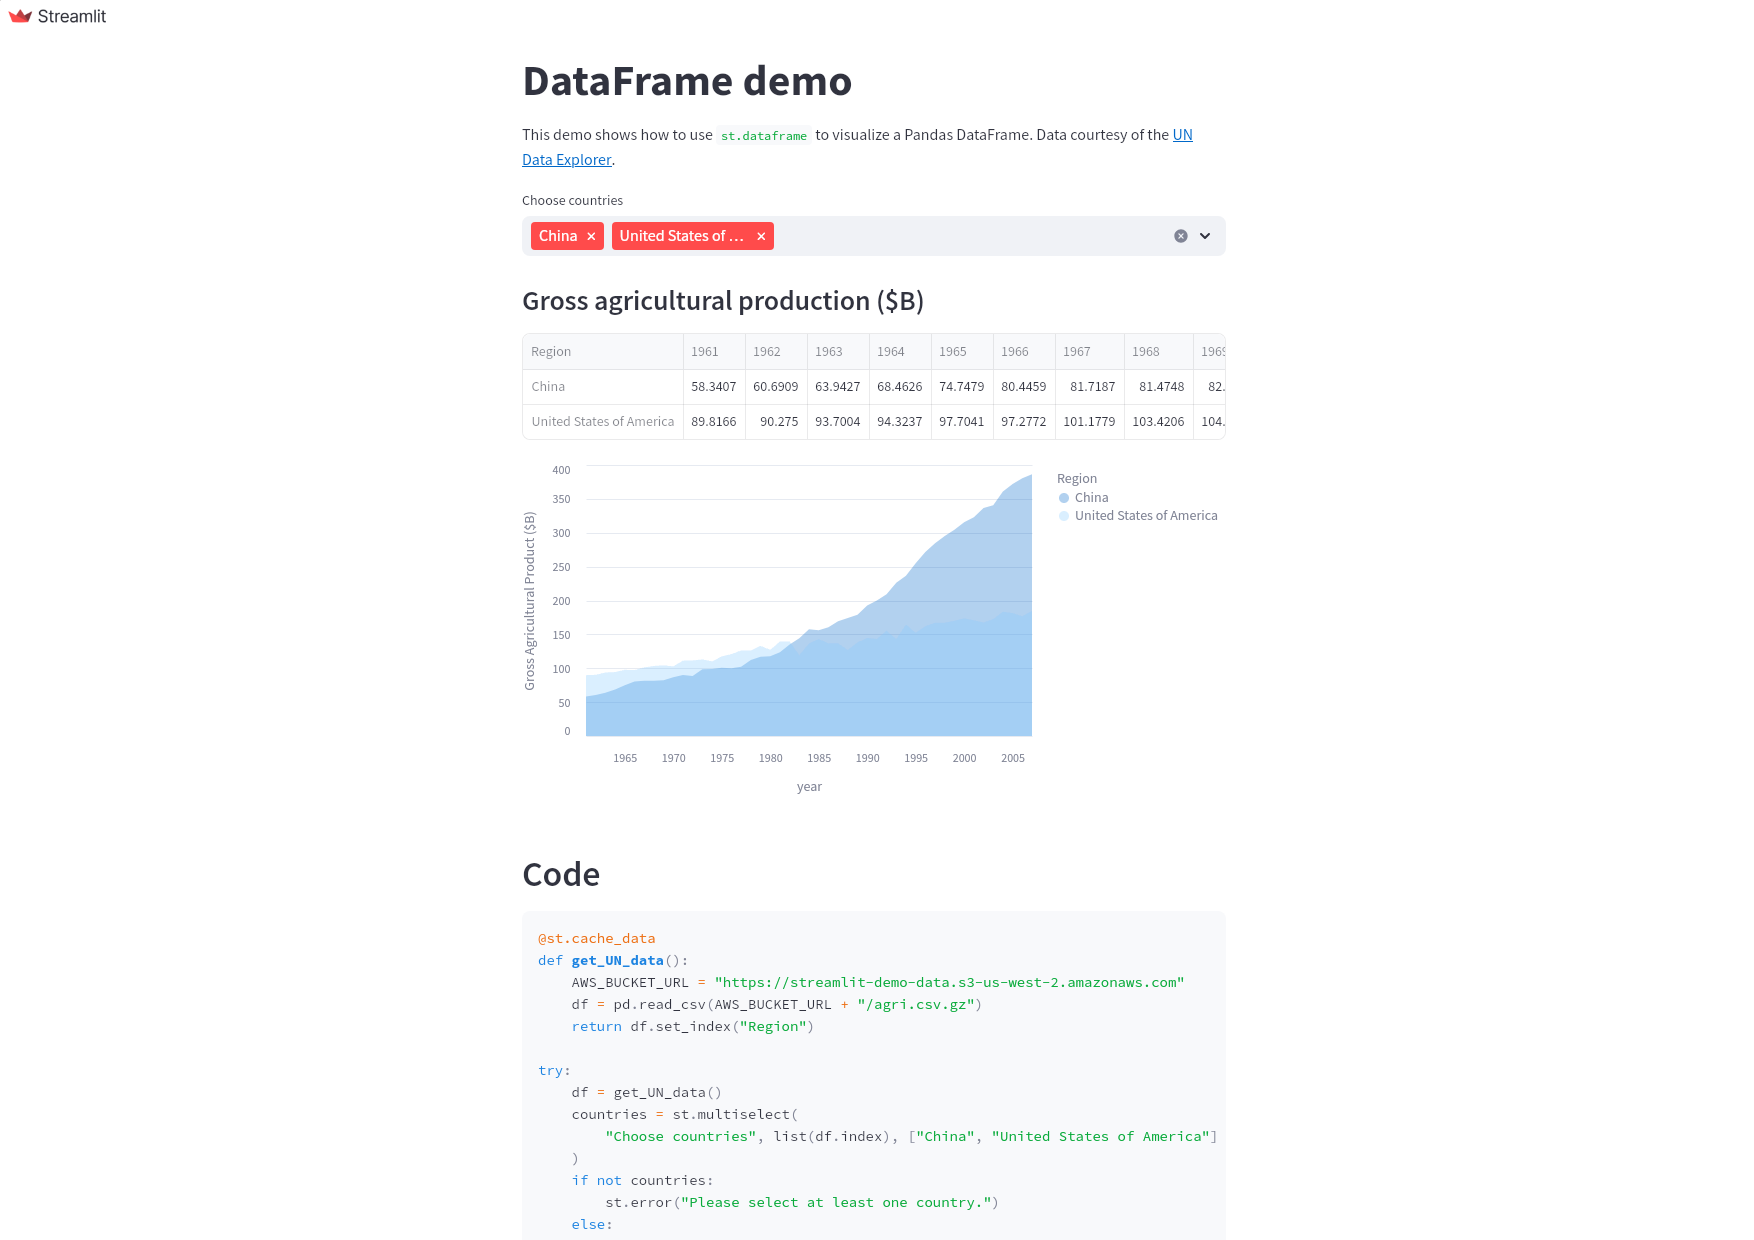 Streamlit
DataFrame demo
This demo shows how to use st.dataframe to visualize a Pandas DataFrame. Data courtesy of the UN
Data Explorer.
Choose countries
China × United States of … ×
Gross agricultural production ($B)
Region 1961 1962 1963 1964 1965 1966 1967 1968 1969
China 58.3407 60.6909 63.9427 68.4626 74.7479 80.4459 81.7187 81.4748 82.
United States of America 89.8166 90.275 93.7004 94.3237 97.7041 97.2772 101.1779 103.4206 104.
400
350
300
250
200
150
100
50
0
Gross Agricultural Product ($B)
1965 1970 1975 1980 1985 1990 1995 2000 2005
year
Region
China
United States of America
Code
@st.cache_data
def get_UN_data():
    AWS_BUCKET_URL = "https://streamlit-demo-data.s3-us-west-2.amazonaws.com"
    df = pd.read_csv(AWS_BUCKET_URL + "/agri.csv.gz")
    return df.set_index("Region")
try:
    df = get_UN_data()
    countries = st.multiselect(
        "Choose countries", list(df.index), ["China", "United States of America"]
    )
    if not countries:
        st.error("Please select at least one country.")
    else: